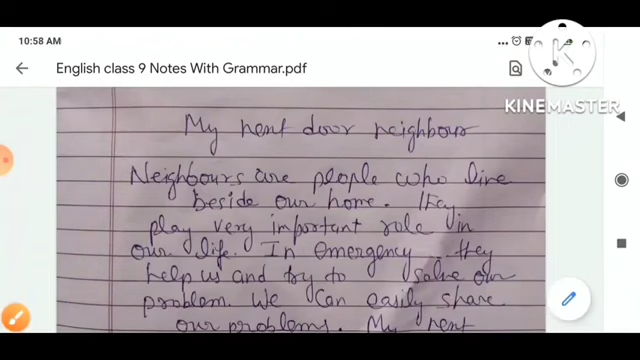 10:58 AM
KINEMASTER
English class 9 Notes With Grammar.pdf
My next door neighbour
Neighbours are people who live
beside our home. They
play very important role in
our life. In emergency they
help us and try to solve our
problem. We can easily share
our problems. My next